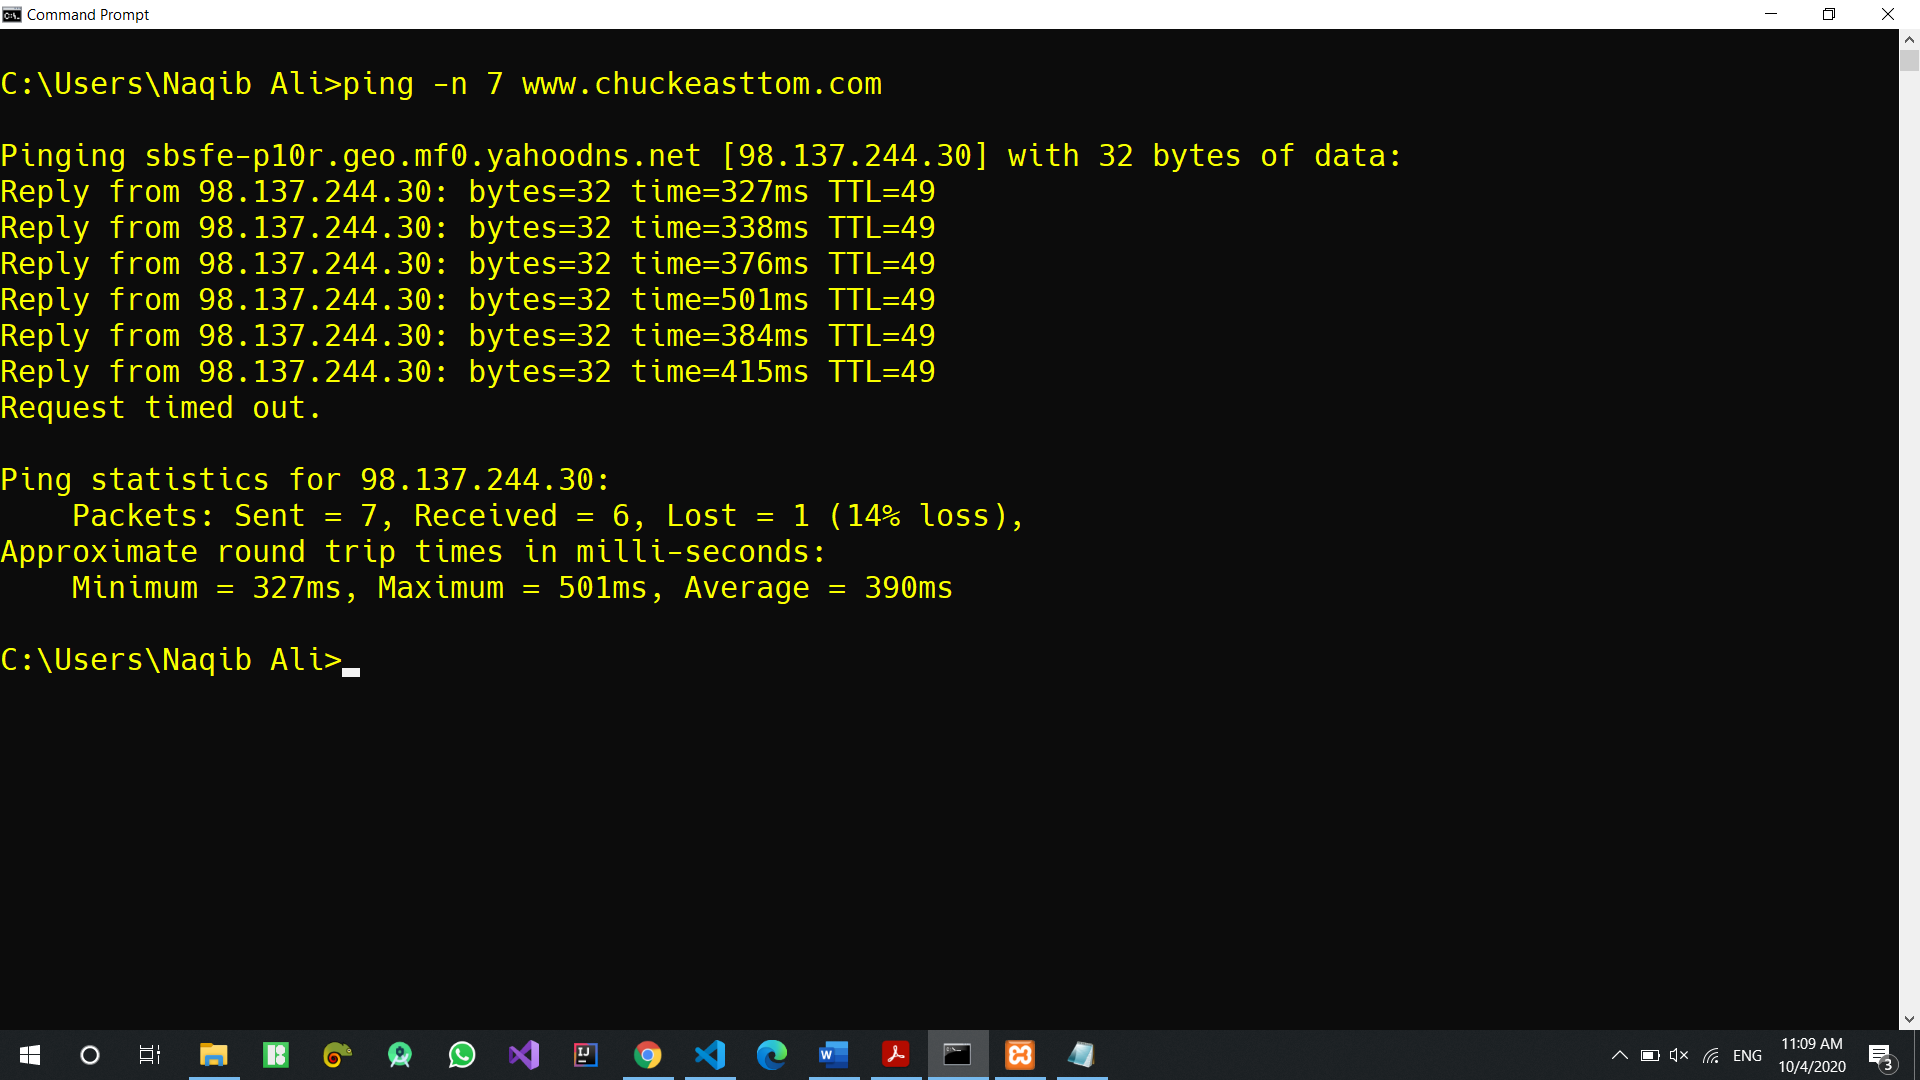 Command Prompt
C:\Users\Naqib Ali>ping -n 7 www.chuckeasttom.com
Pinging sbsfe-p10r.geo.mf0.yahoodns.net [98.137.244.30] with 32 bytes of data:
Reply from 98.137.244.30: bytes=32 time=327ms TTL=49
Reply from 98.137.244.30: bytes=32 time=338ms TTL=49
Reply from 98.137.244.30: bytes=32 time=376ms TTL=49
Reply from 98.137.244.30: bytes=32 time=501ms TTL=49
Reply from 98.137.244.30: bytes=32 time=384ms TTL=49
Reply from 98.137.244.30: bytes=32 time=415ms TTL=49
Request timed out.
Ping statistics for 98.137.244.30:
    Packets: Sent = 7, Received = 6, Lost = 1 (14% loss),
Approximate round trip times in milli-seconds:
    Minimum = 327ms, Maximum = 501ms, Average = 390ms
C:\Users\Naqib Ali>
ENG
11:09 AM
10/4/2020
3